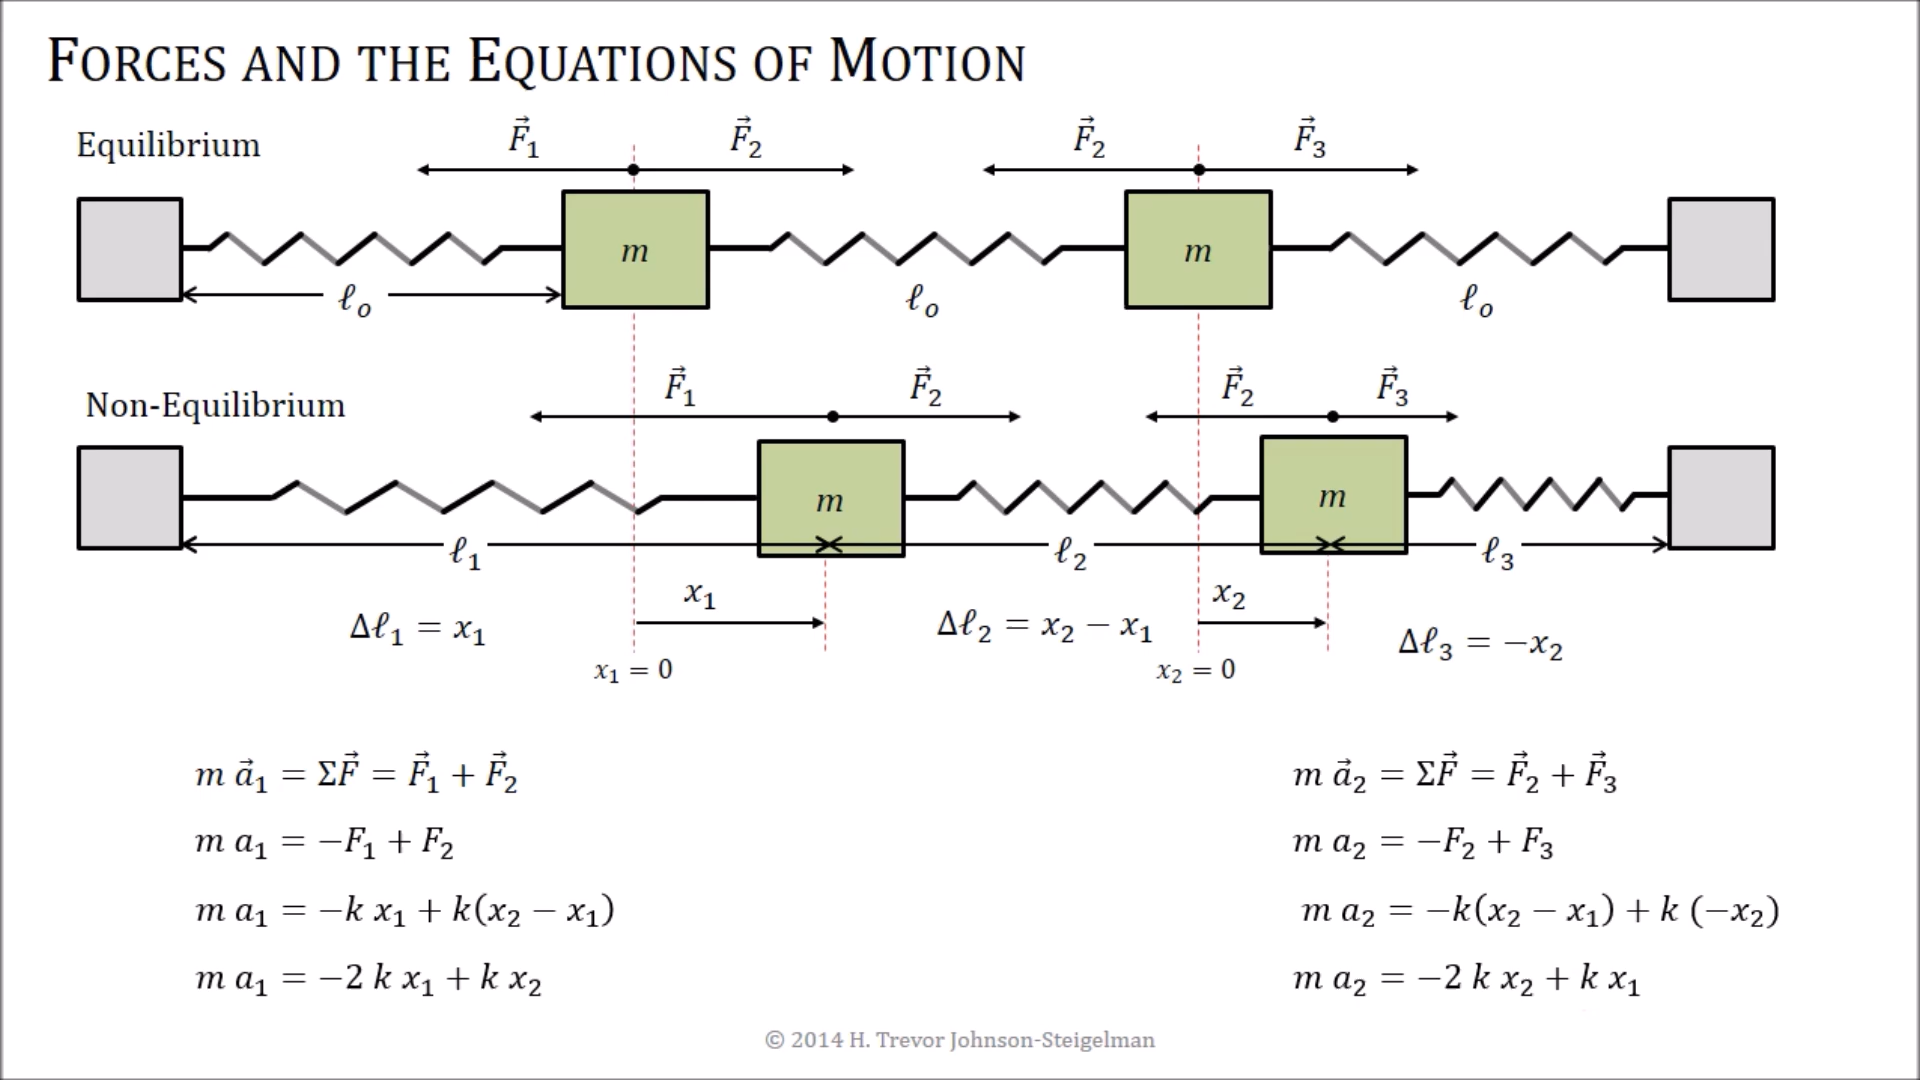 FORCES AND THE EQUATIONS OF MOTION
Equilibrium
F⃗₁ F⃗₂ F⃗₂ F⃗₃
m m
ℓₒ ℓₒ ℓₒ
Non-Equilibrium
F⃗₁ F⃗₂ F⃗₂ F⃗₃
m m
ℓ₁ ℓ₂ ℓ₃
x₁ x₂
Δℓ₁ = x₁ Δℓ₂ = x₂ − x₁ Δℓ₃ = −x₂
x₁ = 0 x₂ = 0
m a⃗₁ = ΣF⃗ = F⃗₁ + F⃗₂
m a₁ = −F₁ + F₂
m a₁ = −k x₁ + k(x₂ − x₁)
m a₁ = −2 k x₁ + k x₂
m a⃗₂ = ΣF⃗ = F⃗₂ + F⃗₃
m a₂ = −F₂ + F₃
m a₂ = −k(x₂ − x₁) + k (−x₂)
m a₂ = −2 k x₂ + k x₁
© 2014 H. Trevor Johnson-Steigelman